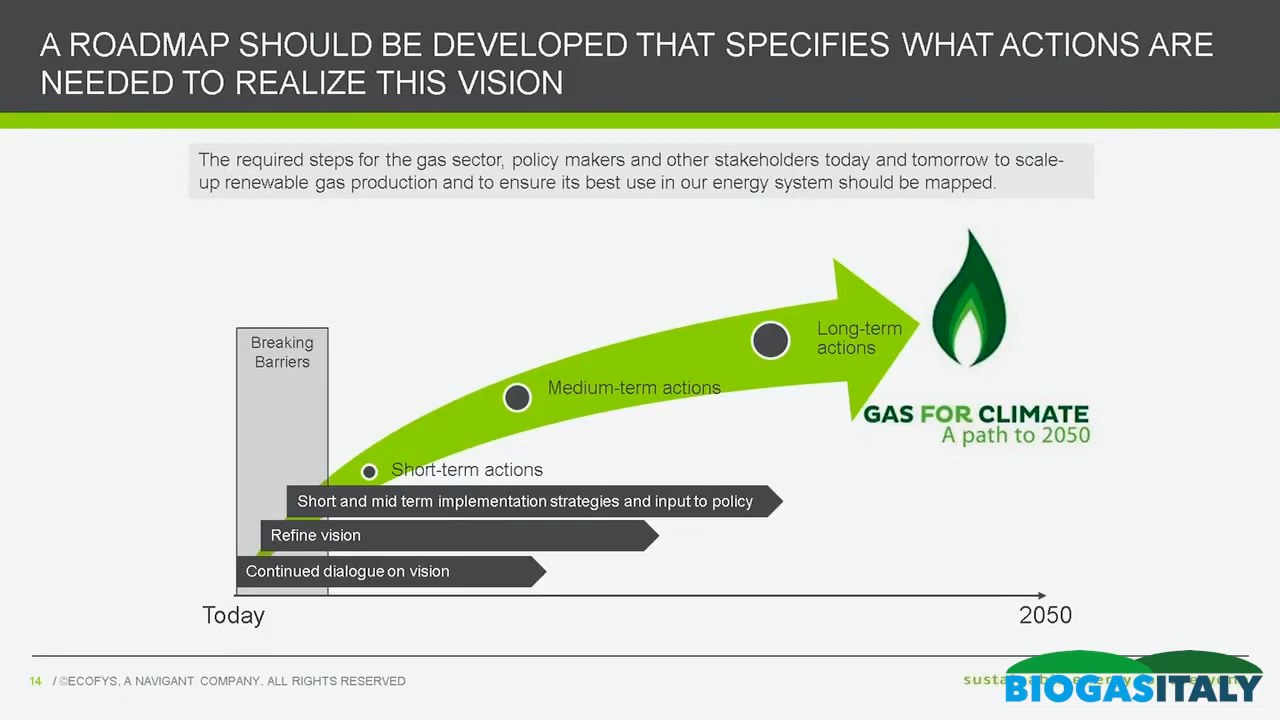 A ROADMAP SHOULD BE DEVELOPED THAT SPECIFIES WHAT ACTIONS ARE
NEEDED TO REALIZE THIS VISION
The required steps for the gas sector, policy makers and other stakeholders today and tomorrow to scale-
up renewable gas production and to ensure its best use in our energy system should be mapped.
Breaking
Barriers
Long-term
actions
Medium-term actions
GAS FOR CLIMATE
A path to 2050
Short-term actions
Short and mid term implementation strategies and input to policy
Refine vision
Continued dialogue on vision
Today
2050
14 / ©ECOFYS, A NAVIGANT COMPANY. ALL RIGHTS RESERVED
BIOGASITALY